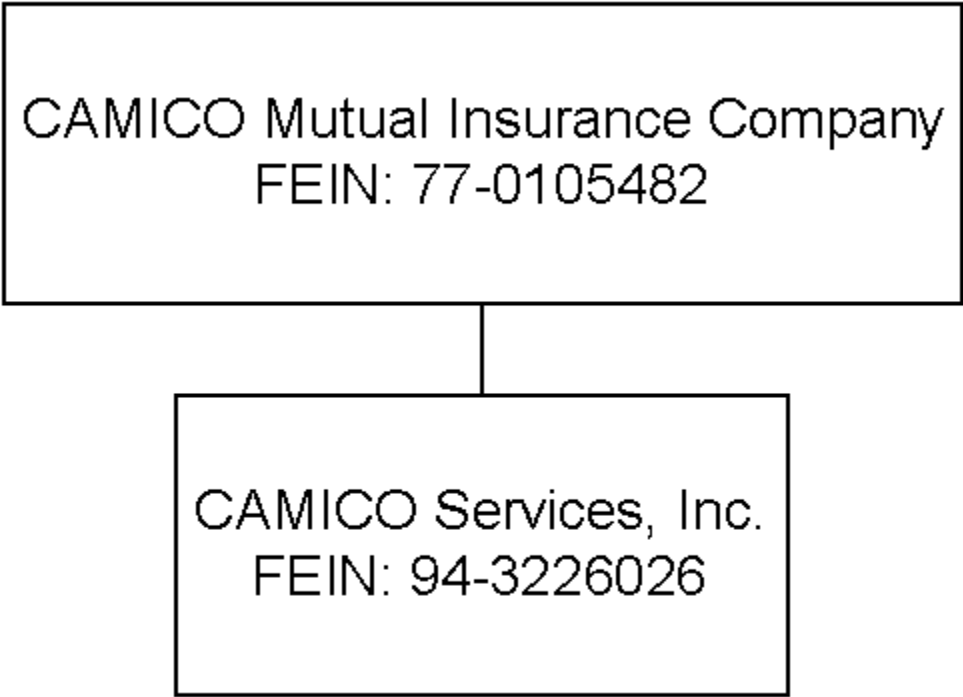 CAMICO Mutual Insurance Company
FEIN: 77-0105482
CAMICO Services, Inc.
FEIN: 94-3226026